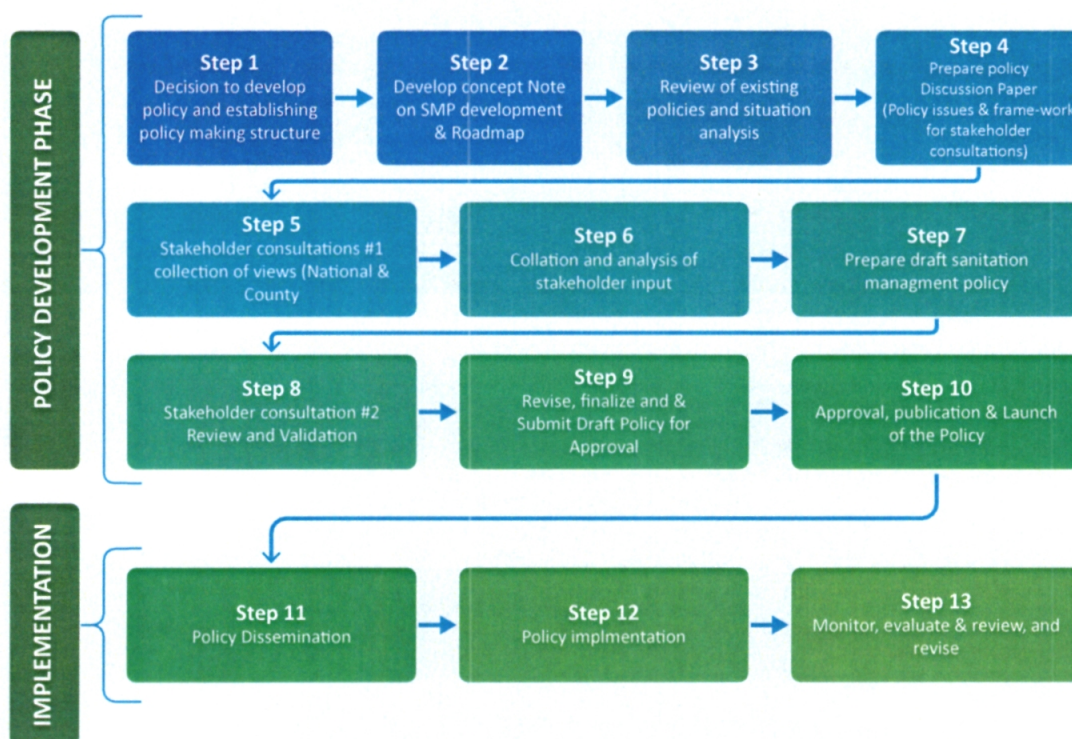 POLICY DEVELOPMENT PHASE
Step 1
Decision to develop
policy and establishing
policy making structure
Step 2
Develop concept Note
on SMP development
& Roadmap
Step 3
Review of existing
policies and situation
analysis
Step 4
Prepare policy
Discussion Paper
(Policy issues & frame-work
for stakeholder
consultations)
Step 5
Stakeholder consultations #1
collection of views (National &
County
Step 6
Collation and analysis of
stakeholder input
Step 7
Prepare draft sanitation
managment policy
Step 8
Stakeholder consultation #2
Review and Validation
Step 9
Revise, finalize and &
Submit Draft Policy for
Approval
Step 10
Approval, publication & Launch
of the Policy
IMPLEMENTATION
Step 11
Policy Dissemination
Step 12
Policy implmentation
Step 13
Monitor, evaluate & review, and
revise